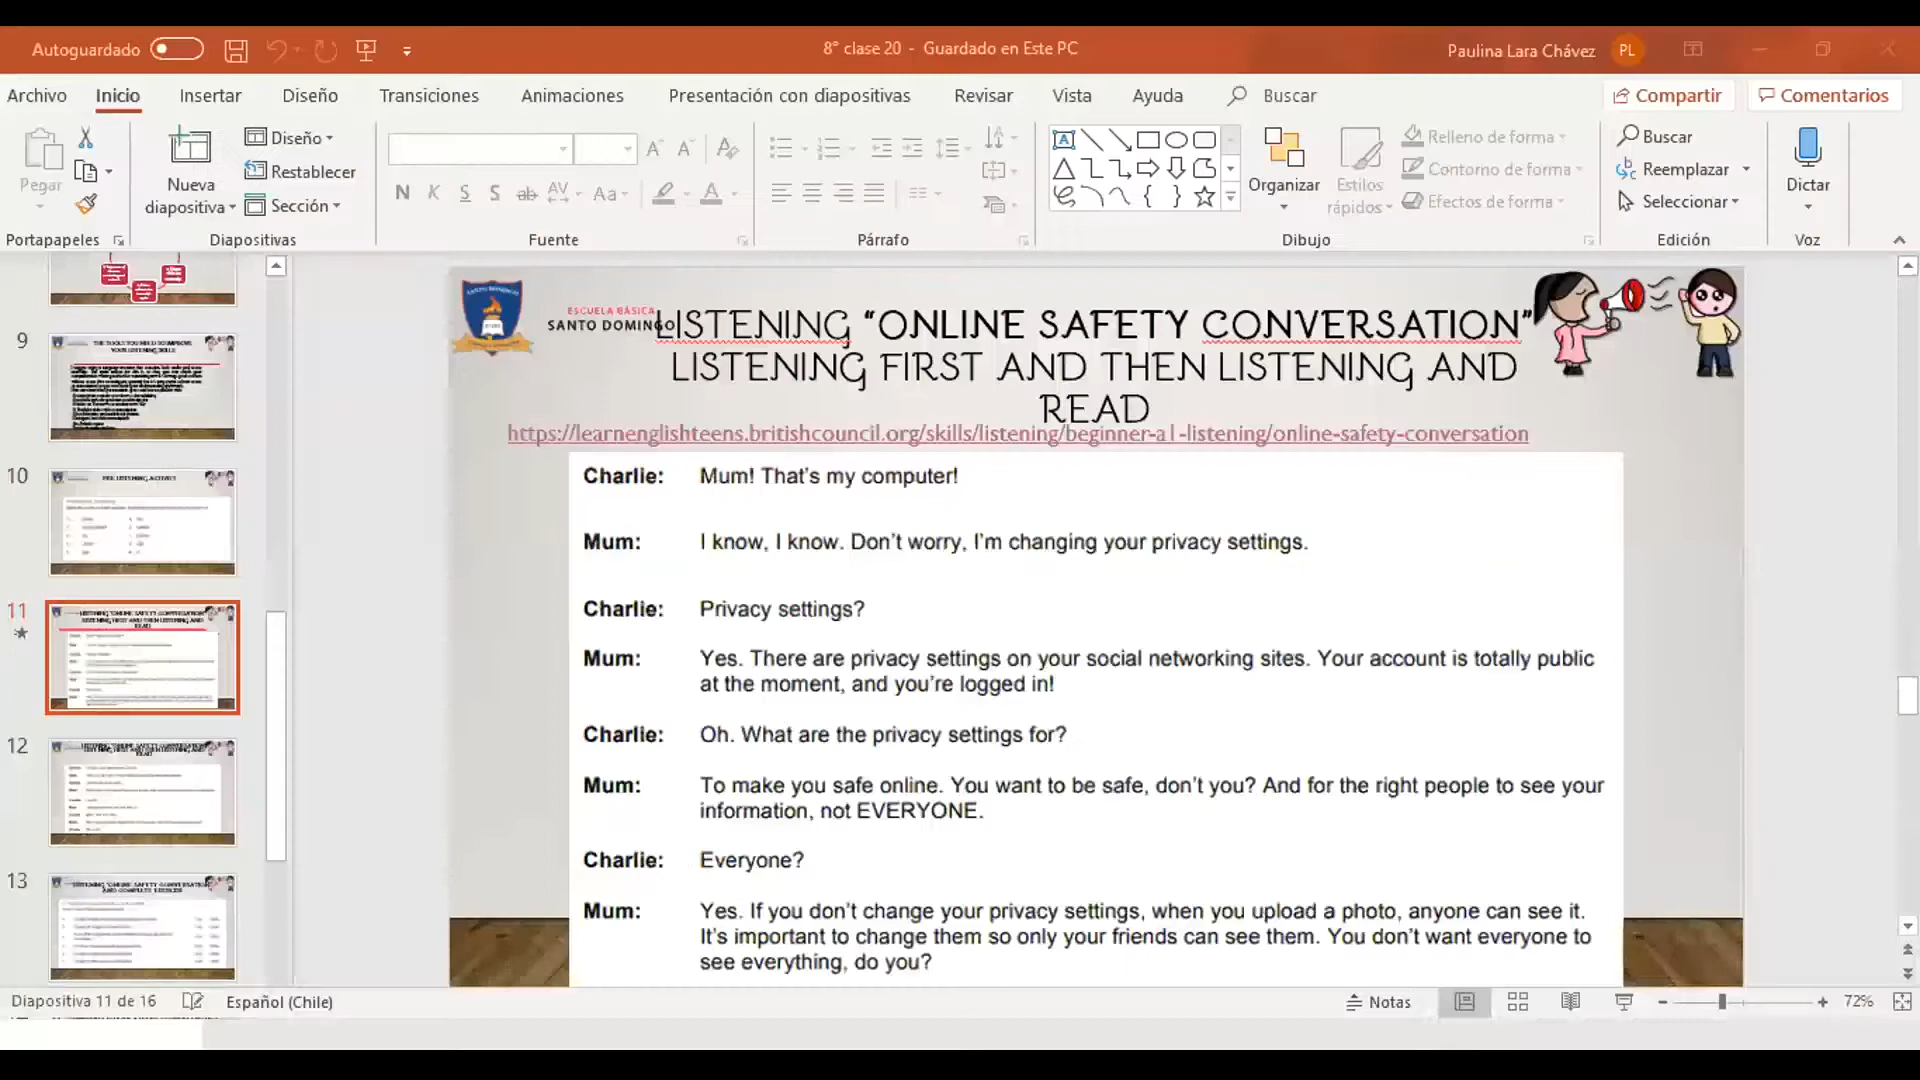 Autoguardado
8° clase 20 - Guardado en Este PC
Paulina Lara Chávez
PL
Archivo Inicio Insertar Diseño Transiciones Animaciones Presentación con diapositivas Revisar Vista Ayuda Buscar
Compartir Comentarios
Pegar
Nueva
diapositiva
Diseño
Restablecer
Sección
N K S S ab AV Aa A
Organizar
Estilos
rápidos
Relleno de forma
Contorno de forma
Efectos de forma
Buscar
Reemplazar
Seleccionar
Dictar
Portapapeles Diapositivas Fuente Párrafo Dibujo Edición Voz
9
10
11
12
13
ESCUELA BÁSICA
SANTO DOMINGO
LISTENING “ONLINE SAFETY CONVERSATION”
LISTENING FIRST AND THEN LISTENING AND
READ
https://learnenglishteens.britishcouncil.org/skills/listening/beginner-a1-listening/online-safety-conversation
Charlie: Mum! That’s my computer!
Mum: I know, I know. Don’t worry, I’m changing your privacy settings.
Charlie: Privacy settings?
Mum: Yes. There are privacy settings on your social networking sites. Your account is totally public
at the moment, and you’re logged in!
Charlie: Oh. What are the privacy settings for?
Mum: To make you safe online. You want to be safe, don’t you? And for the right people to see your
information, not EVERYONE.
Charlie: Everyone?
Mum: Yes. If you don’t change your privacy settings, when you upload a photo, anyone can see it.
It’s important to change them so only your friends can see them. You don’t want everyone to
see everything, do you?
Diapositiva 11 de 16 Español (Chile) Notas 72%